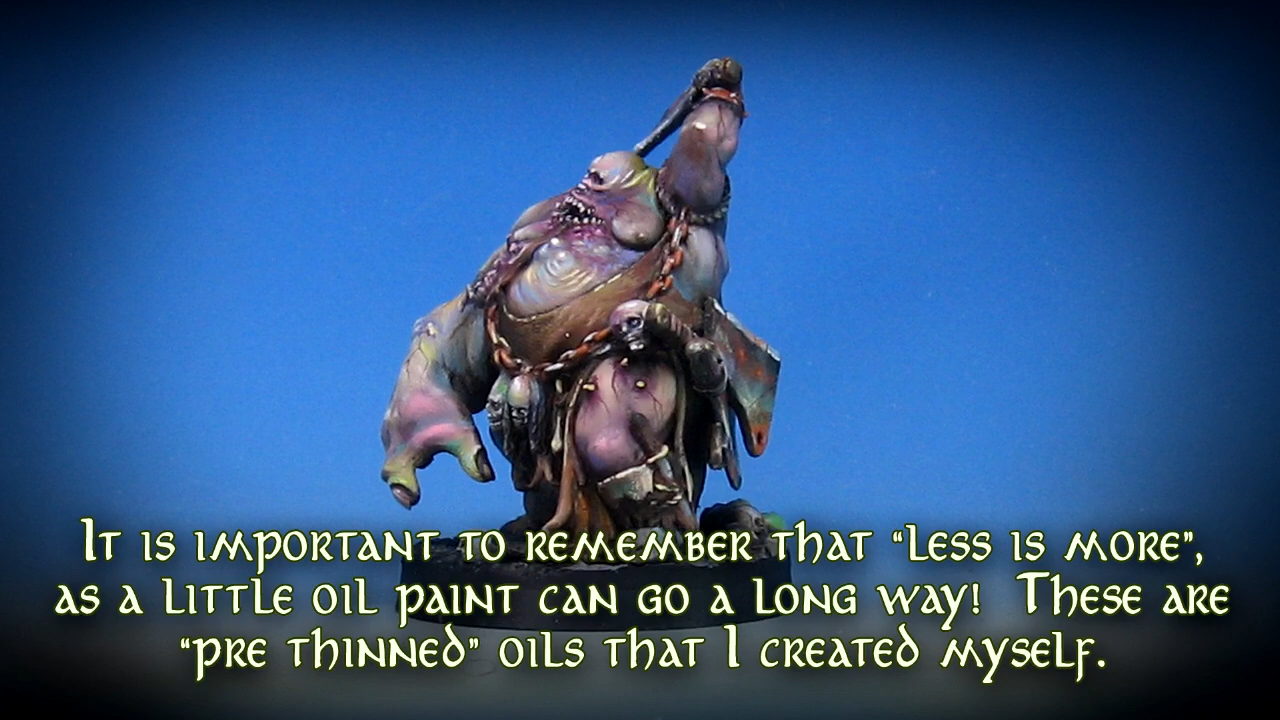 It is important to remember that “Less is more”,
as a little oil paint can go a long way!  These are
“pre thinned” oils that I created myself.